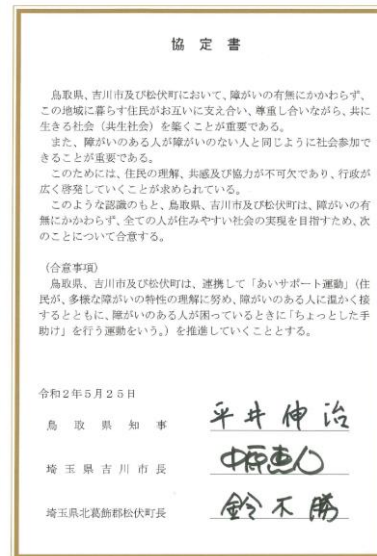 協定書
鳥取県、吉川市及び松伏町において、障がいの有無にかかわらず、
この地域に暮らす住民がお互いに支え合い、尊重し合いながら、共に
生きる社会（共生社会）を築くことが重要である。
また、障がいのある人が障がいのない人と同じように社会参加で
きることが重要である。
このためには、住民の理解、共感及び協力が不可欠であり、行政が
広く啓発していくことが求められている。
このような認識のもと、鳥取県、吉川市及び松伏町は、障がいの有
無にかかわらず、全ての人が住みやすい社会の実現を目指すため、次
のことについて合意する。
（合意事項）
鳥取県、吉川市及び松伏町は、連携して「あいサポート運動」（住
民が、多様な障がいの特性の理解に努め、障がいのある人に温かく接
するとともに、障がいのある人が困っているときに「ちょっとした手
助け」を行う運動をいう。）を推進していくこととする。
令和２年５月２５日
鳥取県知事 平井伸治
埼玉県吉川市長 中原恵人
埼玉県北葛飾郡松伏町長 鈴木勝